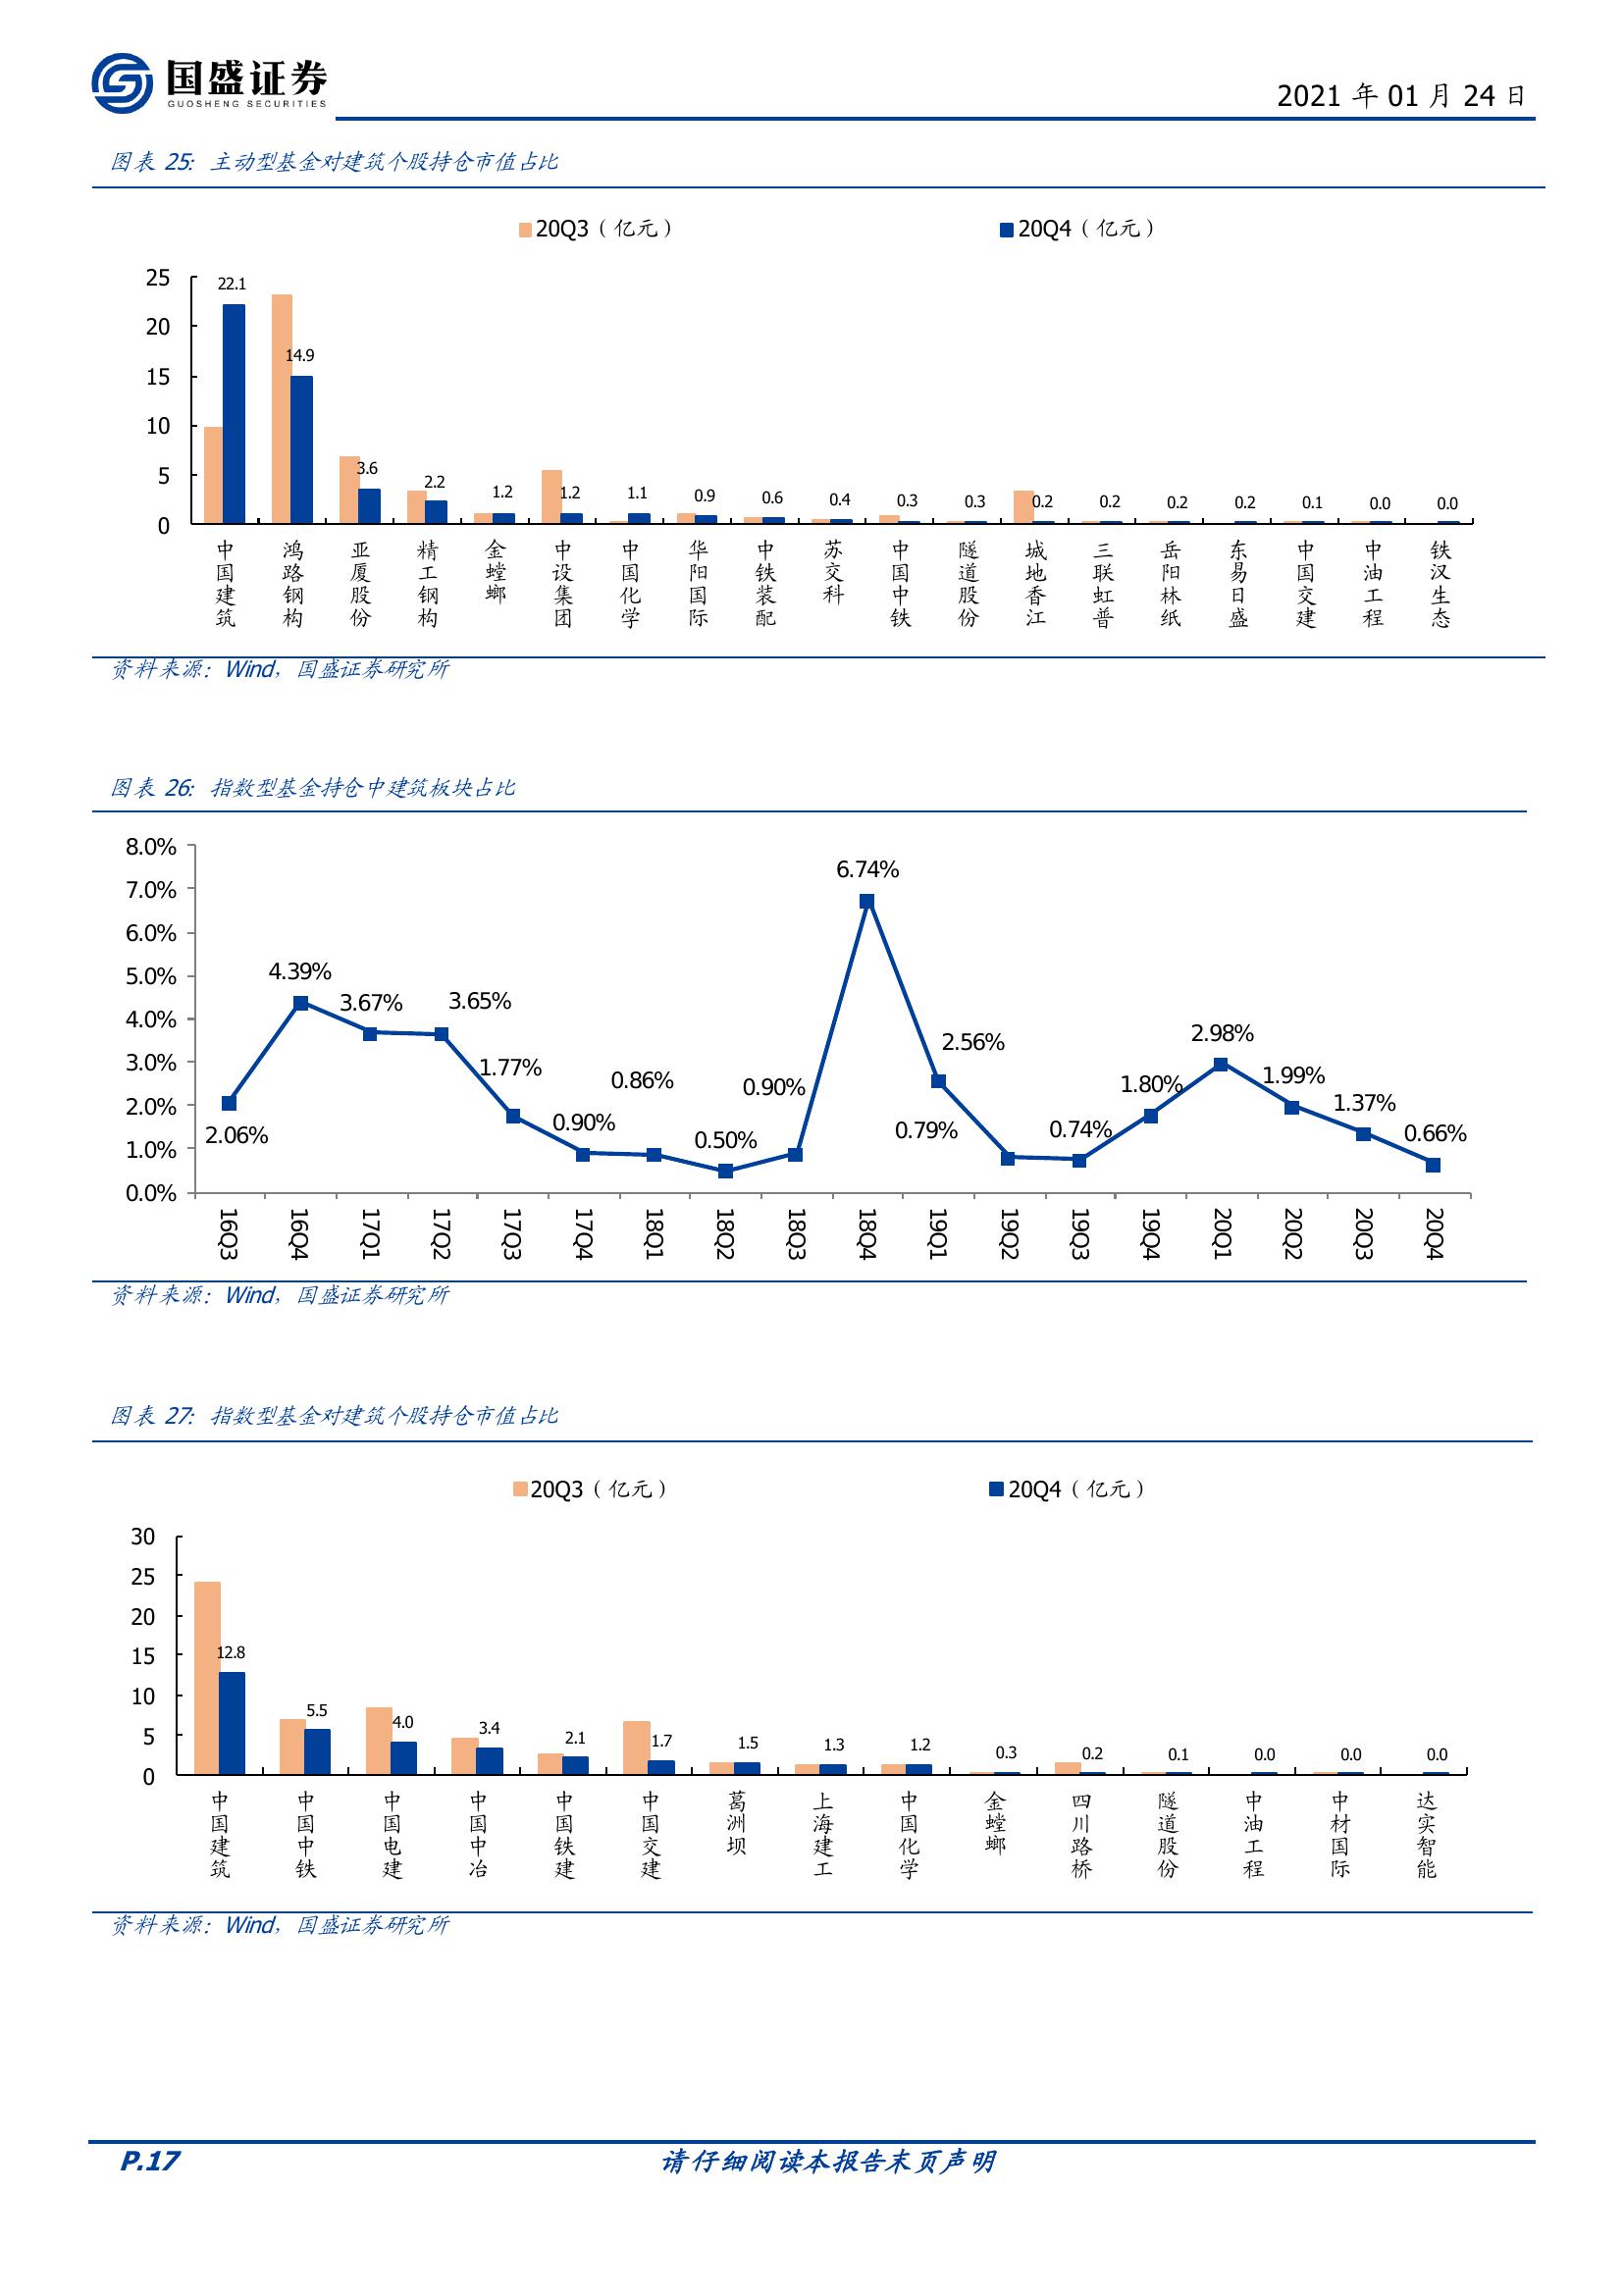 国盛证券
GUOSHENG SECURITIES
2021 年 01 月 24 日
图表 25: 主动型基金对建筑个股持仓市值占比
20Q3（亿元） 20Q4（亿元）
25
20
15
10
5
0
22.1 14.9 3.6 2.2 1.2 1.2 1.1 0.9 0.6 0.4 0.3 0.3 0.2 0.2 0.2 0.2 0.1 0.0 0.0
中国建筑 鸿路钢构 亚厦股份 精工钢构 金螳螂 中设集团 中国化学 华阳国际 中铁装配 苏交科 中国中铁 隧道股份 城地香江 三联虹普 岳阳林纸 东易日盛 中国交建 中油工程 铁汉生态
资料来源：Wind，国盛证券研究所
图表 26: 指数型基金持仓中建筑板块占比
8.0%
7.0%
6.0%
5.0%
4.0%
3.0%
2.0%
1.0%
0.0%
2.06% 4.39% 3.67% 3.65% 1.77% 0.90% 0.86% 0.50% 0.90% 6.74% 2.56% 0.79% 0.74% 1.80% 2.98% 1.99% 1.37% 0.66%
16Q3 16Q4 17Q1 17Q2 17Q3 17Q4 18Q1 18Q2 18Q3 18Q4 19Q1 19Q2 19Q3 19Q4 20Q1 20Q2 20Q3 20Q4
资料来源：Wind，国盛证券研究所
图表 27: 指数型基金对建筑个股持仓市值占比
20Q3（亿元） 20Q4（亿元）
30
25
20
15
10
5
0
12.8 5.5 4.0 3.4 2.1 1.7 1.5 1.3 1.2 0.3 0.2 0.1 0.0 0.0 0.0
中国建筑 中国中铁 中国电建 中国中冶 中国铁建 中国交建 葛洲坝 上海建工 中国化学 金螳螂 四川路桥 隧道股份 中油工程 中材国际 达实智能
资料来源：Wind，国盛证券研究所
P.17 请仔细阅读本报告末页声明